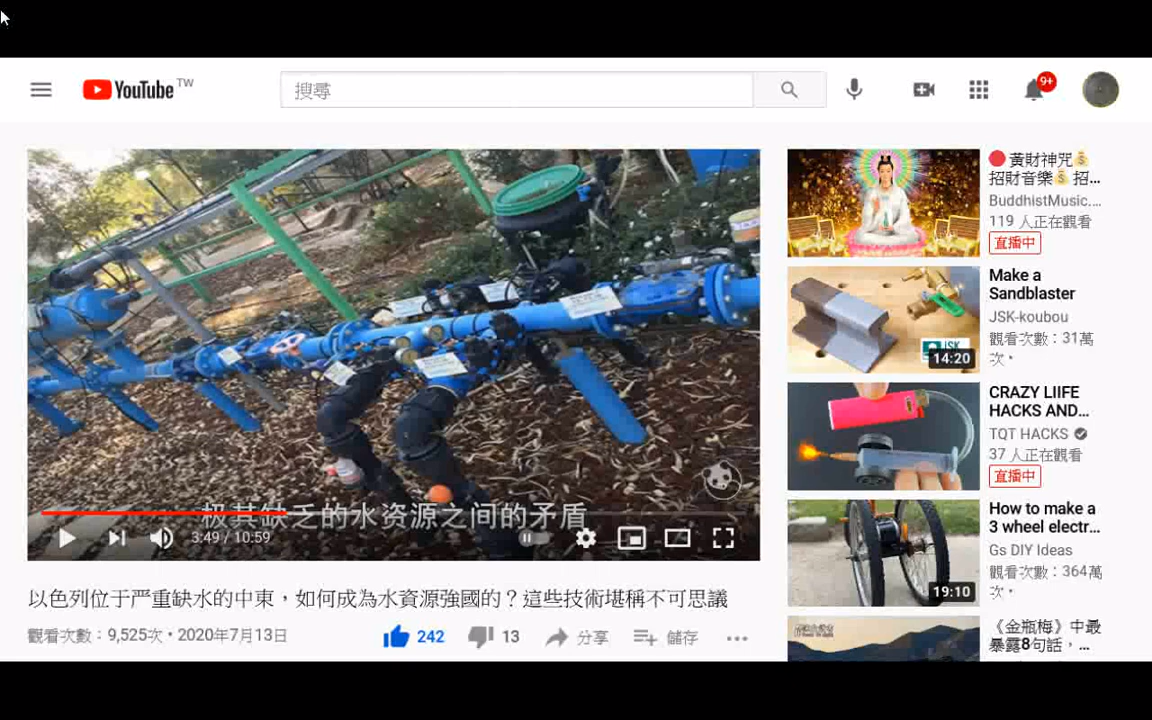 YouTube TW
搜尋
9+
极其缺乏的水资源之间的矛盾
3:49 / 10:59
以色列位于严重缺水的中東，如何成為水資源強國的？這些技術堪稱不可思議
觀看次數：9,525次 • 2020年7月13日
242
13
分享
儲存
🔴 黃財神咒💰
招財音樂💰 招...
BuddhistMusic....
119 人正在觀看
直播中
Make a
Sandblaster
JSK-koubou
觀看次數：31萬
次 •
JSK
14:20
CRAZY LIIFE
HACKS AND...
TQT HACKS
37 人正在觀看
直播中
How to make a
3 wheel electr...
Gs DIY Ideas
觀看次數：364萬
次 •
19:10
《金瓶梅》中最
暴露8句話，...